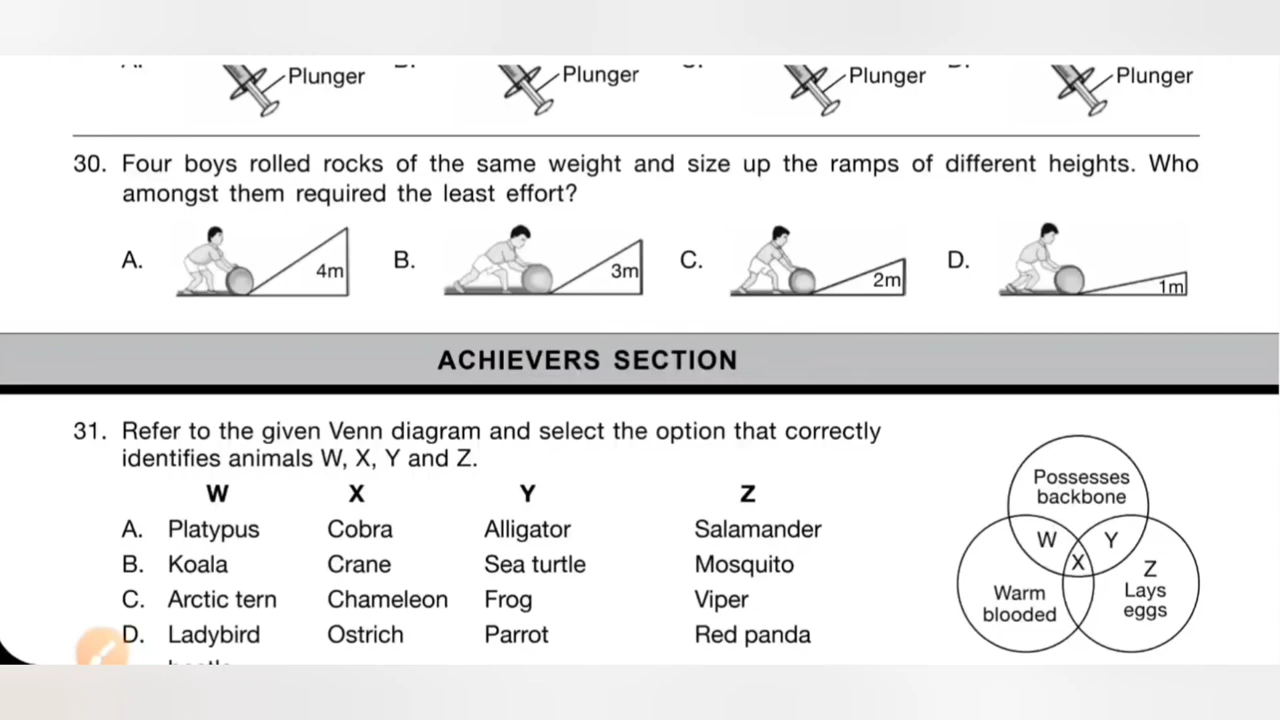 Plunger Plunger Plunger Plunger
30. Four boys rolled rocks of the same weight and size up the ramps of different heights. Who
amongst them required the least effort?
A. 4m B. 3m C. 2m D. 1m
ACHIEVERS SECTION
31. Refer to the given Venn diagram and select the option that correctly
identifies animals W, X, Y and Z.
W X Y Z
A. Platypus Cobra Alligator Salamander
B. Koala Crane Sea turtle Mosquito
C. Arctic tern Chameleon Frog Viper
D. Ladybird Ostrich Parrot Red panda
Possesses
backbone
W Y
X
Z
Warm
blooded
Lays
eggs